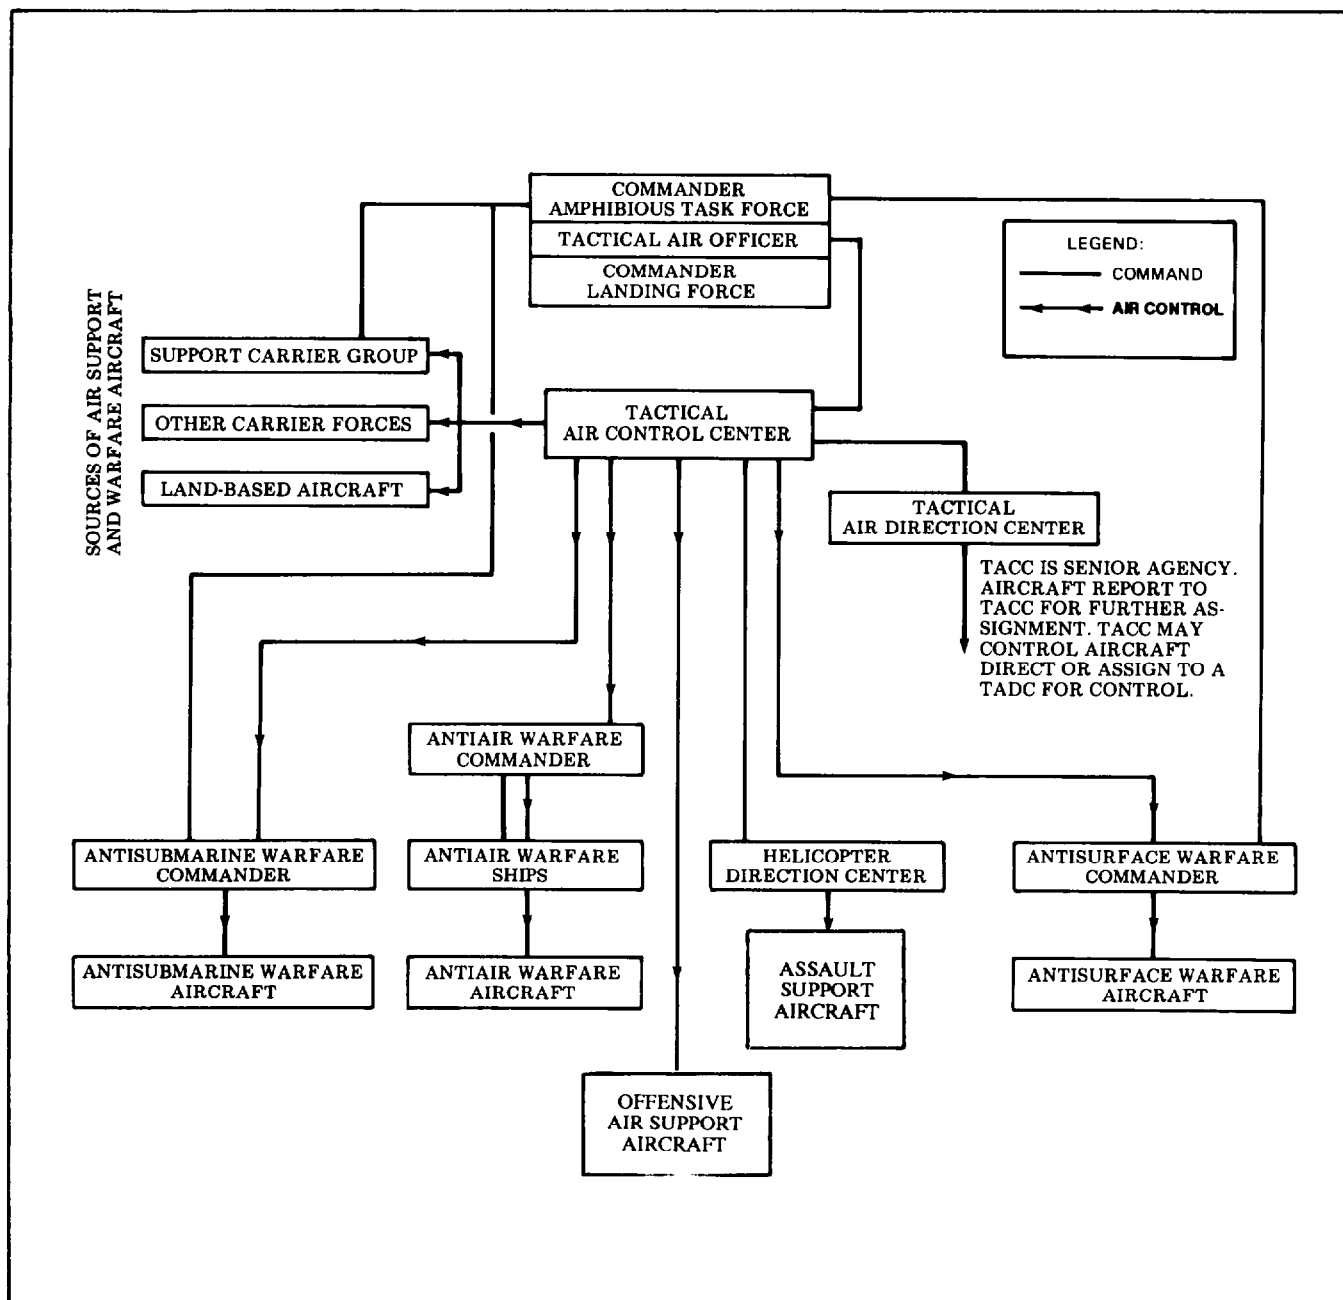 COMMANDER
AMPHIBIOUS TASK FORCE
TACTICAL AIR OFFICER
COMMANDER
LANDING FORCE
LEGEND:
COMMAND
AIR CONTROL
SOURCES OF AIR SUPPORT
AND WARFARE AIRCRAFT
SUPPORT CARRIER GROUP
OTHER CARRIER FORCES
LAND-BASED AIRCRAFT
TACTICAL
AIR CONTROL CENTER
TACTICAL
AIR DIRECTION CENTER
TACC IS SENIOR AGENCY.
AIRCRAFT REPORT TO
TACC FOR FURTHER AS-
SIGNMENT. TACC MAY
CONTROL AIRCRAFT
DIRECT OR ASSIGN TO A
TADC FOR CONTROL.
ANTIAIR WARFARE
COMMANDER
ANTISUBMARINE WARFARE
COMMANDER
ANTIAIR WARFARE
SHIPS
HELICOPTER
DIRECTION CENTER
ANTISURFACE WARFARE
COMMANDER
ANTISUBMARINE WARFARE
AIRCRAFT
ANTIAIR WARFARE
AIRCRAFT
ASSAULT
SUPPORT
AIRCRAFT
ANTISURFACE WARFARE
AIRCRAFT
OFFENSIVE
AIR SUPPORT
AIRCRAFT